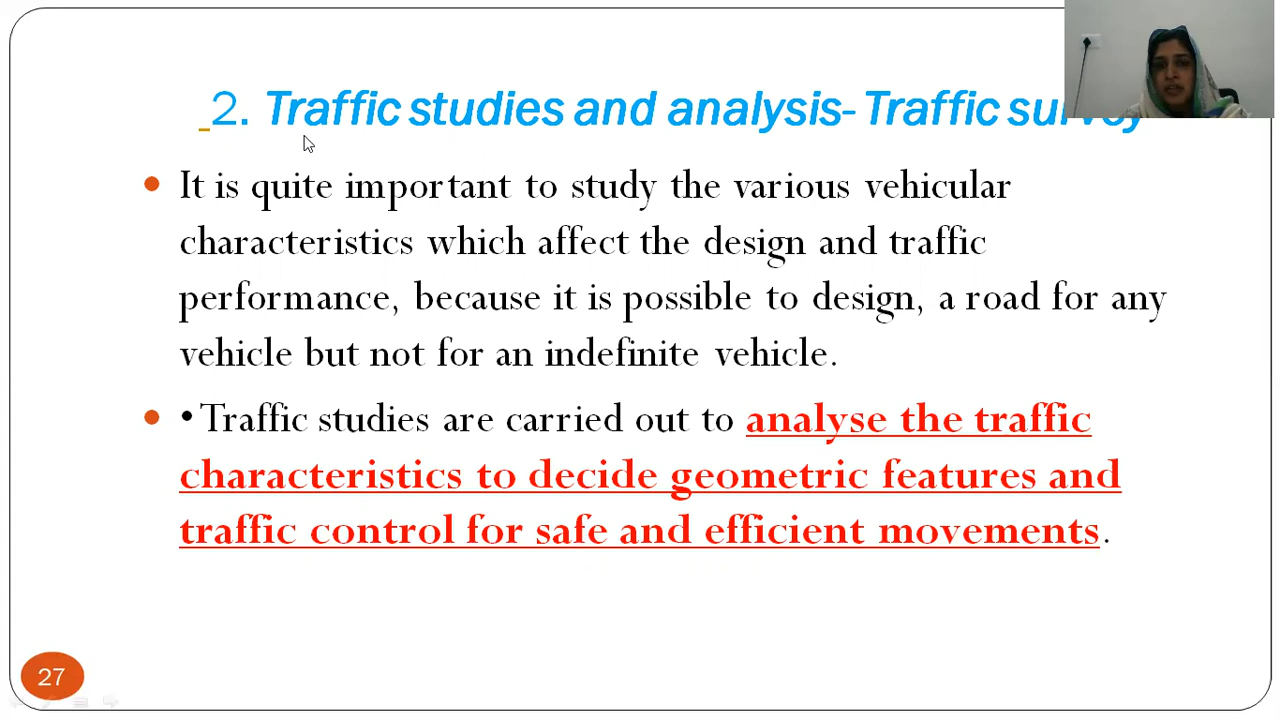 2. Traffic studies and analysis- Traffic survey
It is quite important to study the various vehicular
characteristics which affect the design and traffic
performance, because it is possible to design, a road for any
vehicle but not for an indefinite vehicle.
• Traffic studies are carried out to analyse the traffic
characteristics to decide geometric features and
traffic control for safe and efficient movements.
27